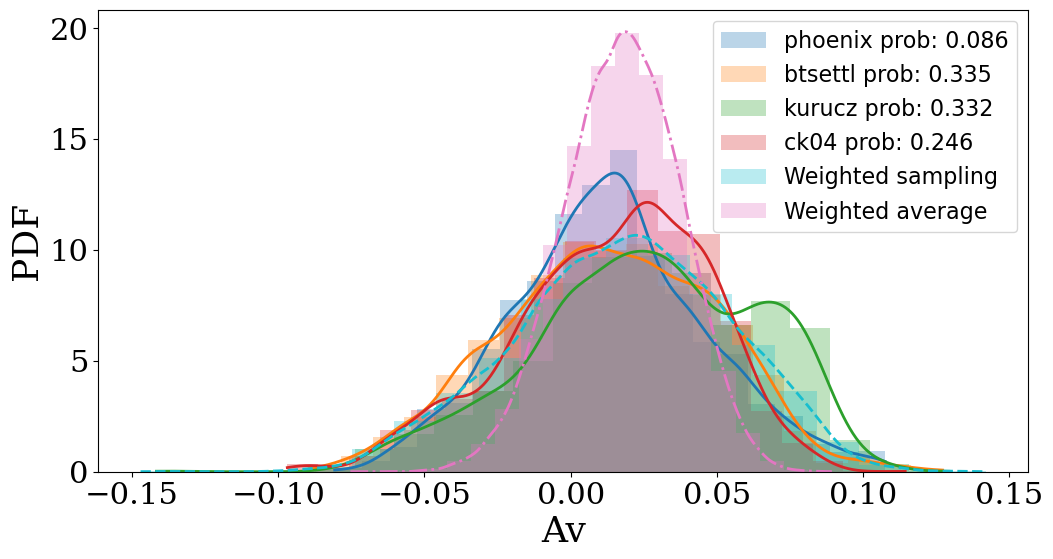 20
15
10
5
0
PDF
−0.15
−0.10
−0.05
0.00
0.05
0.10
0.15
Av
phoenix prob: 0.086
btsettl prob: 0.335
kurucz prob: 0.332
ck04 prob: 0.246
Weighted sampling
Weighted average